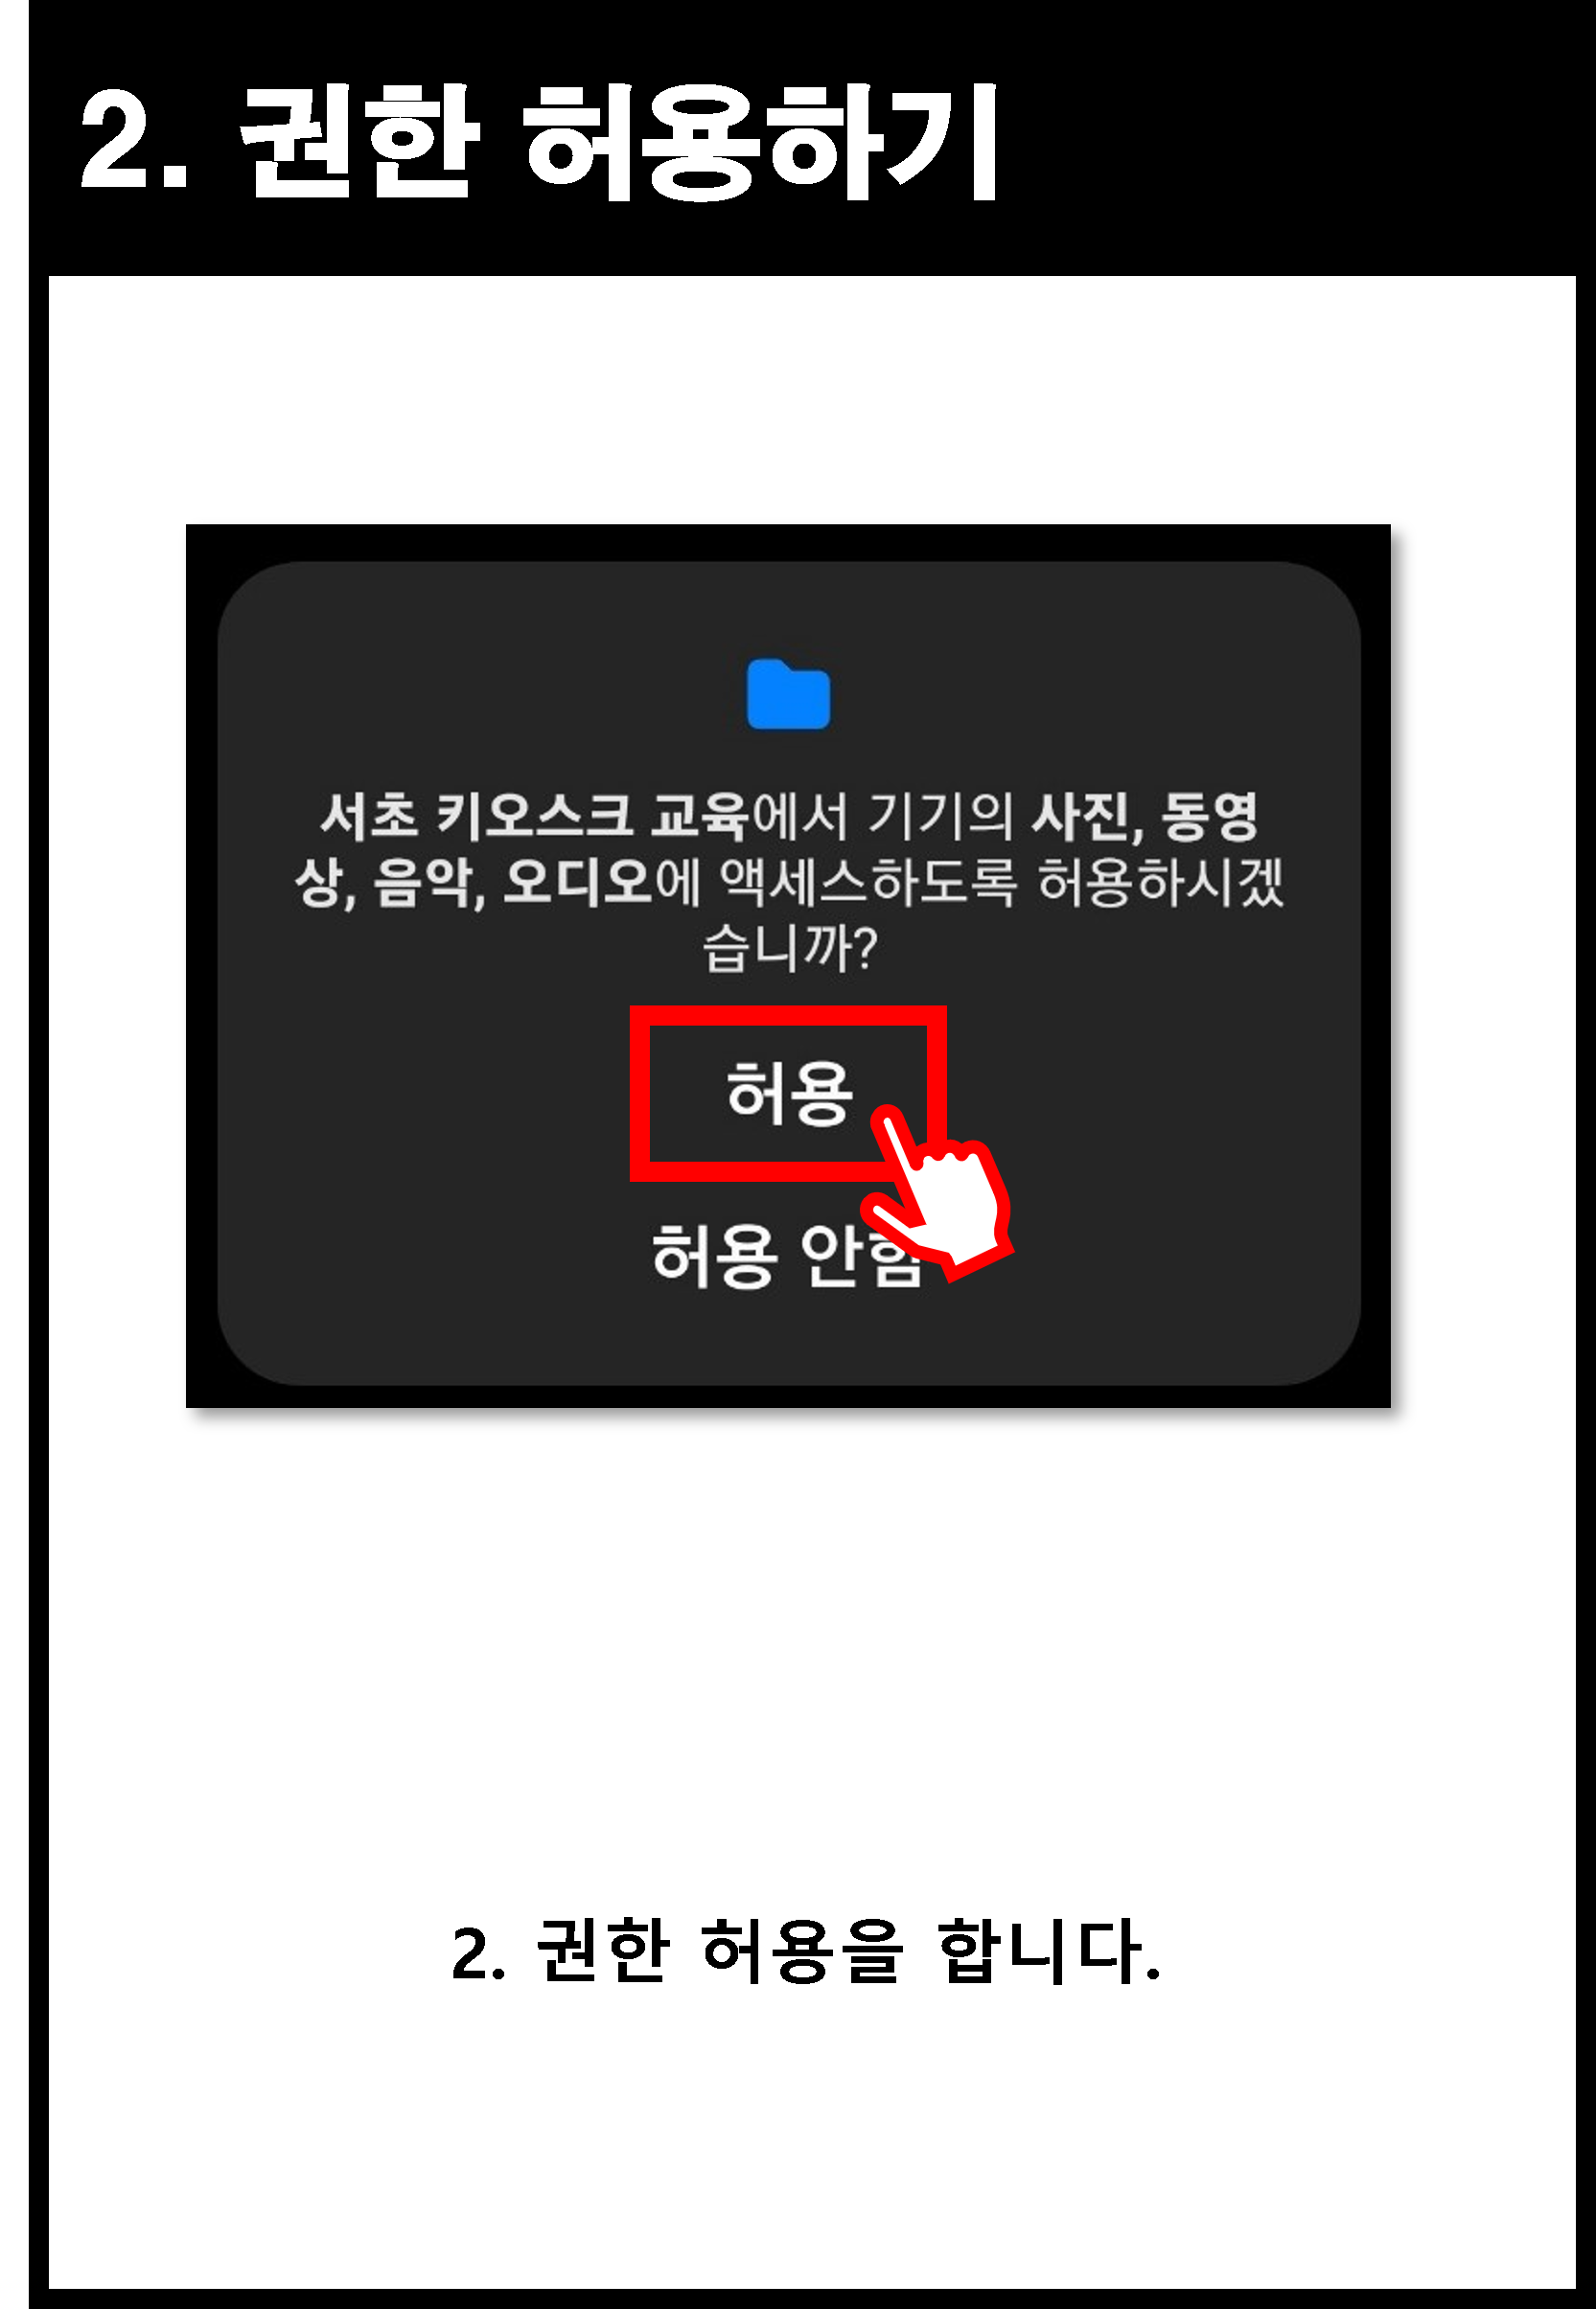 2. 권한 허용하기
서초 키오스크 교육에서 기기의 사진, 동영
상, 음악, 오디오에 액세스하도록 허용하시겠
습니까?
허용
허용 안함
2. 권한 허용을 합니다.